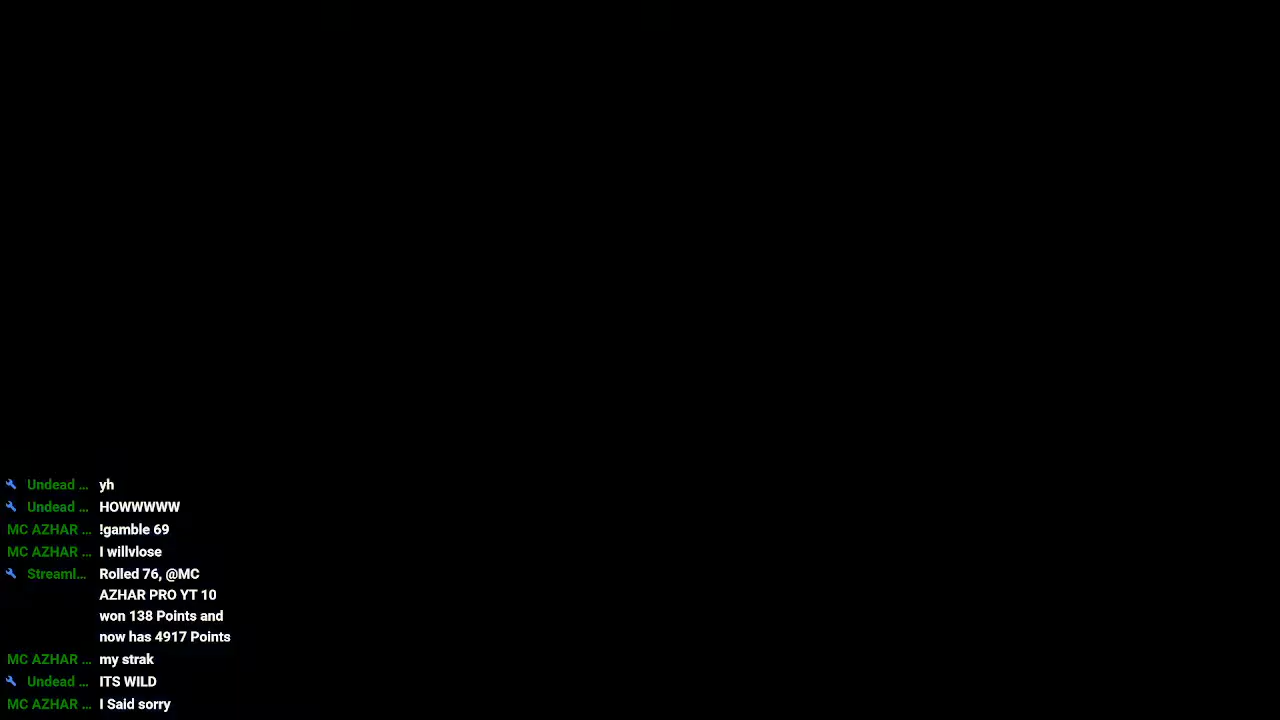 Undead ... yh
Undead ... HOWWWWW
MC AZHAR ... !gamble 69
MC AZHAR ... I willvlose
Streaml... Rolled 76, @MC
AZHAR PRO YT 10
won 138 Points and
now has 4917 Points
MC AZHAR ... my strak
Undead ... ITS WILD
MC AZHAR ... I Said sorry